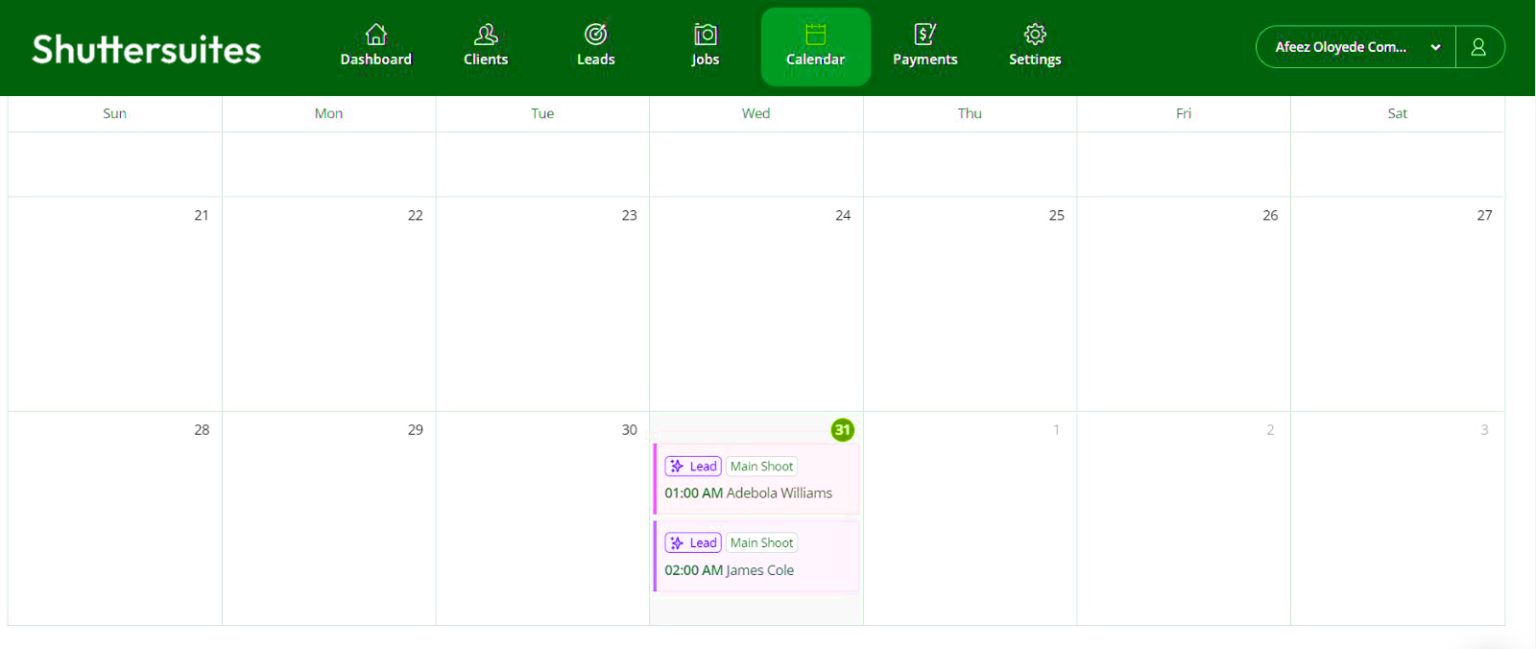 Shuttersuites
Dashboard Clients Leads Jobs Calendar Payments Settings
Afeez Oloyede Com...
Sun Mon Tue Wed Thu Fri Sat
21 22 23 24 25 26 27
28 29 30 31 1 2 3
Lead Main Shoot
01:00 AM Adebola Williams
Lead Main Shoot
02:00 AM James Cole